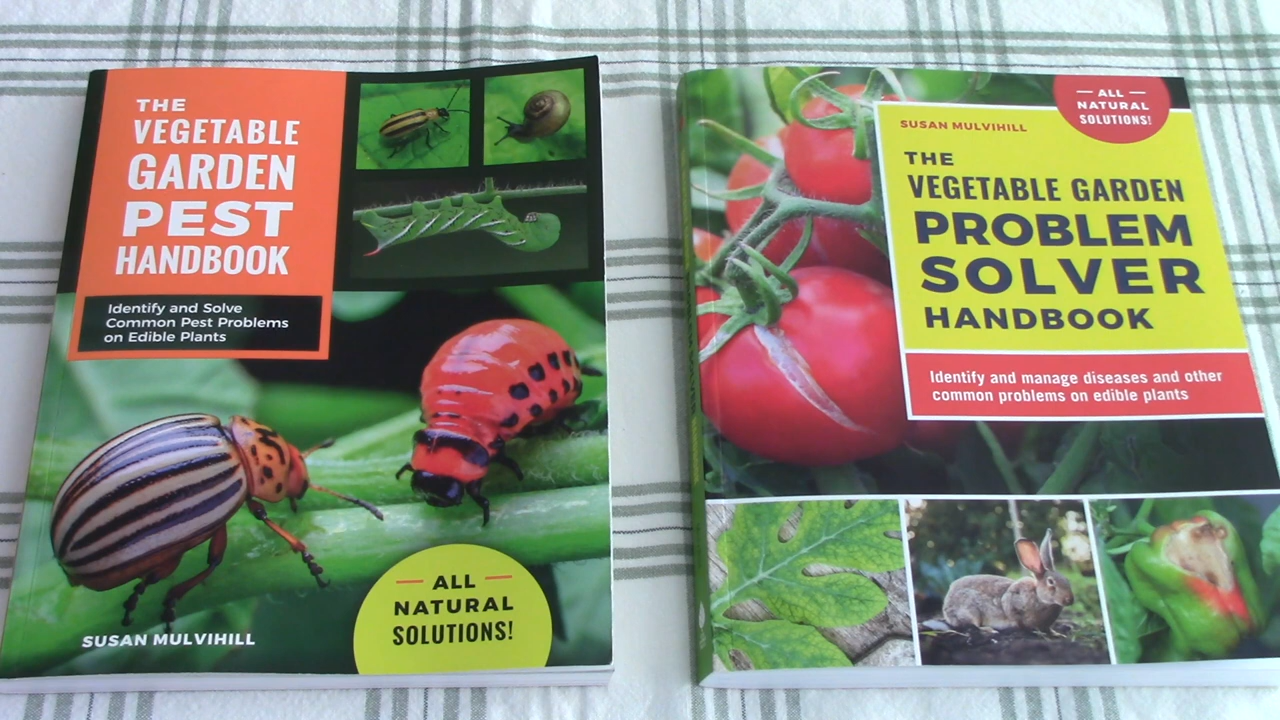 THE
VEGETABLE
GARDEN
PEST
HANDBOOK
Identify and Solve
Common Pest Problems
on Edible Plants
ALL
NATURAL
SOLUTIONS!
SUSAN MULVIHILL
ALL
NATURAL
SOLUTIONS!
SUSAN MULVIHILL
THE
VEGETABLE GARDEN
PROBLEM
SOLVER
HANDBOOK
Identify and manage diseases and other
common problems on edible plants